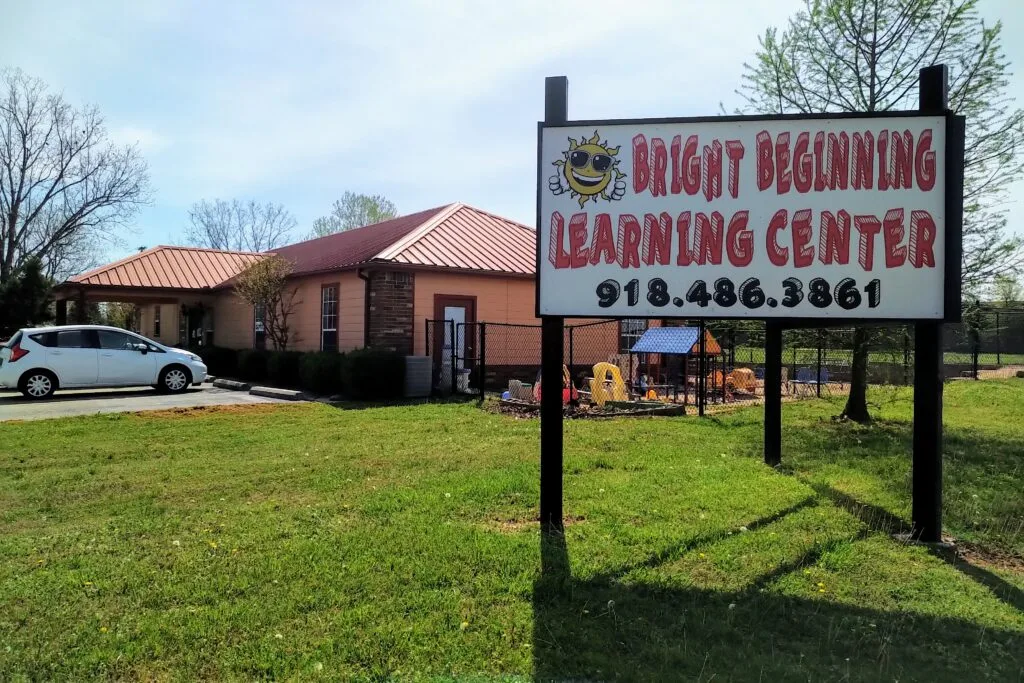 BRIGHT BEGINNING
LEARNING CENTER
918.486.3861